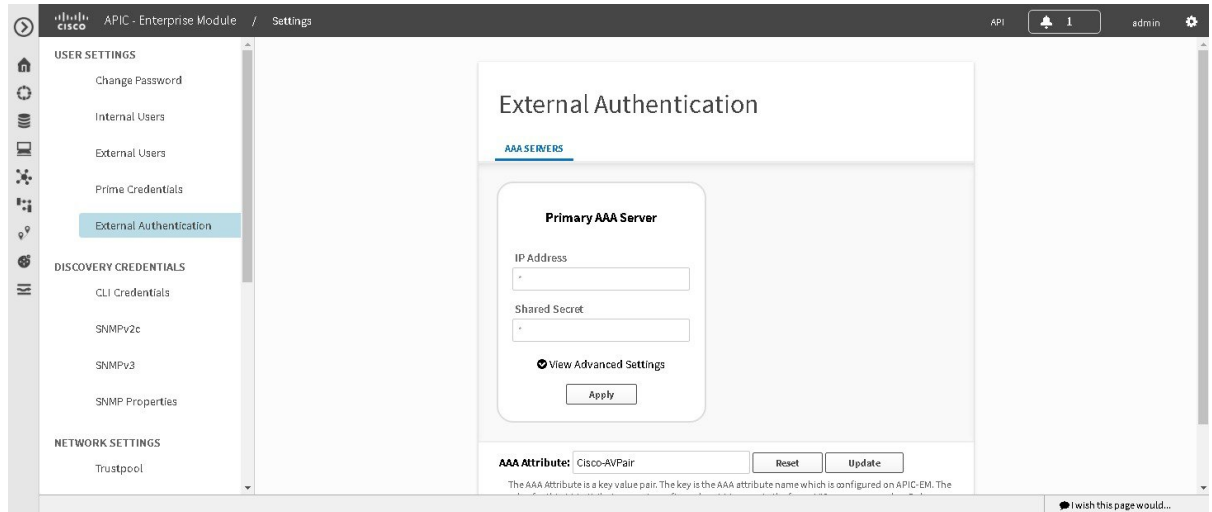 cisco APIC - Enterprise Module / Settings API 1 admin
USER SETTINGS
Change Password
Internal Users
External Users
Prime Credentials
External Authentication
DISCOVERY CREDENTIALS
CLI Credentials
SNMPv2c
SNMPv3
SNMP Properties
NETWORK SETTINGS
Trustpool
External Authentication
AAA SERVERS
Primary AAA Server
IP Address
*
Shared Secret
*
View Advanced Settings
Apply
AAA Attribute: Cisco-AVPair Reset Update
The AAA Attribute is a key value pair. The key is the AAA attribute name which is configured on APIC-EM. The
I wish this page would...